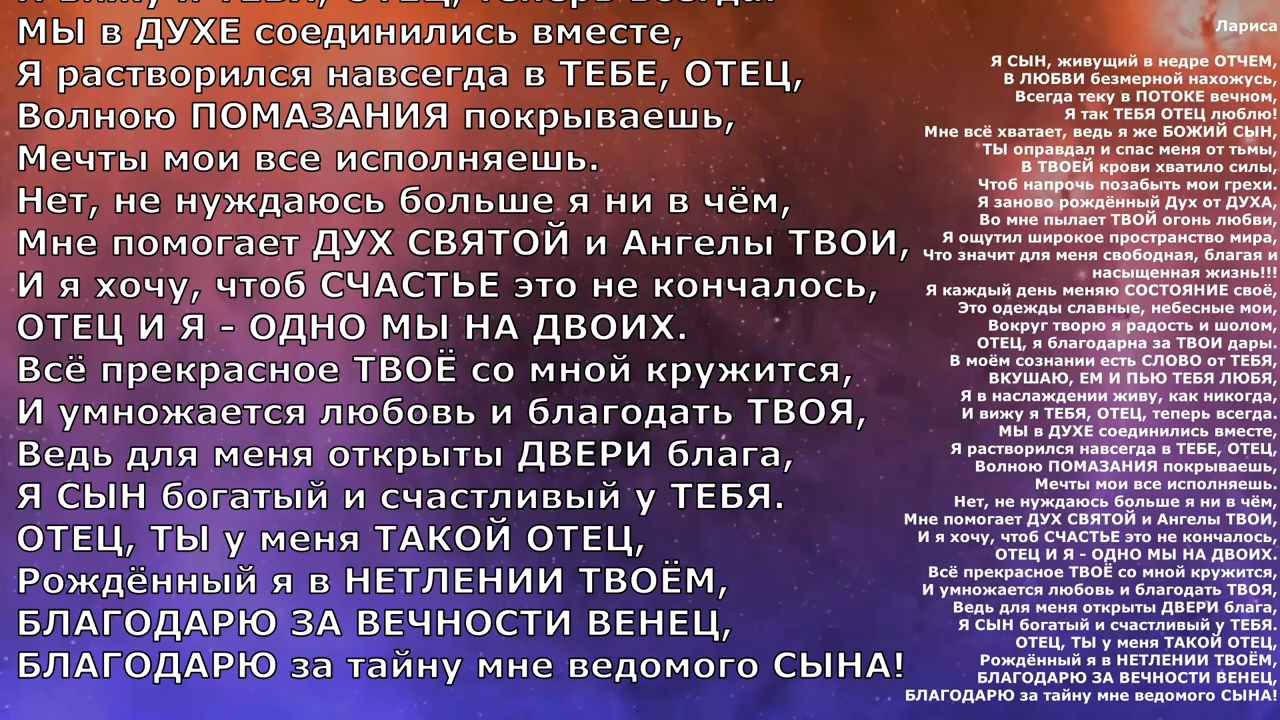 И вижу я ТЕБЯ, ОТЕЦ, теперь всегда.
МЫ в ДУХЕ соединились вместе,
Я растворился навсегда в ТЕБЕ, ОТЕЦ,
Волною ПОМАЗАНИЯ покрываешь,
Мечты мои все исполняешь.
Нет, не нуждаюсь больше я ни в чём,
Мне помогает ДУХ СВЯТОЙ и Ангелы ТВОИ,
И я хочу, чтоб СЧАСТЬЕ это не кончалось,
ОТЕЦ И Я - ОДНО МЫ НА ДВОИХ.
Всё прекрасное ТВОЁ со мной кружится,
И умножается любовь и благодать ТВОЯ,
Ведь для меня открыты ДВЕРИ блага,
Я СЫН богатый и счастливый у ТЕБЯ.
ОТЕЦ, ТЫ у меня ТАКОЙ ОТЕЦ,
Рождённый я в НЕТЛЕНИИ ТВОЁМ,
БЛАГОДАРЮ ЗА ВЕЧНОСТИ ВЕНЕЦ,
БЛАГОДАРЮ за тайну мне ведомого СЫНА!
Лариса
Я СЫН, живущий в недре ОТЧЕМ,
В ЛЮБВИ безмерной нахожусь,
Всегда теку в ПОТОКЕ вечном,
Я так ТЕБЯ ОТЕЦ люблю!
Мне всё хватает, ведь я же БОЖИЙ СЫН,
ТЫ оправдал и спас меня от тьмы,
В ТВОЕЙ крови хватило силы,
Чтоб напрочь позабыть мои грехи.
Я заново рождённый Дух от ДУХА,
Во мне пылает ТВОЙ огонь любви,
Я ощутил широкое пространство мира,
Что значит для меня свободная, благая и
насыщенная жизнь!!!
Я каждый день меняю СОСТОЯНИЕ своё,
Это одежды славные, небесные мои,
Вокруг творю я радость и шолом,
ОТЕЦ, я благодарна за ТВОИ дары.
В моём сознании есть СЛОВО от ТЕБЯ,
ВКУШАЮ, ЕМ И ПЬЮ ТЕБЯ ЛЮБЯ,
Я в наслаждении живу, как никогда,
И вижу я ТЕБЯ, ОТЕЦ, теперь всегда.
МЫ в ДУХЕ соединились вместе,
Я растворился навсегда в ТЕБЕ, ОТЕЦ,
Волною ПОМАЗАНИЯ покрываешь,
Мечты мои все исполняешь.
Нет, не нуждаюсь больше я ни в чём,
Мне помогает ДУХ СВЯТОЙ и Ангелы ТВОИ,
И я хочу, чтоб СЧАСТЬЕ это не кончалось,
ОТЕЦ И Я - ОДНО МЫ НА ДВОИХ.
Всё прекрасное ТВОЁ со мной кружится,
И умножается любовь и благодать ТВОЯ,
Ведь для меня открыты ДВЕРИ блага,
Я СЫН богатый и счастливый у ТЕБЯ.
ОТЕЦ, ТЫ у меня ТАКОЙ ОТЕЦ,
Рождённый я в НЕТЛЕНИИ ТВОЁМ,
БЛАГОДАРЮ ЗА ВЕЧНОСТИ ВЕНЕЦ,
БЛАГОДАРЮ за тайну мне ведомого СЫНА!